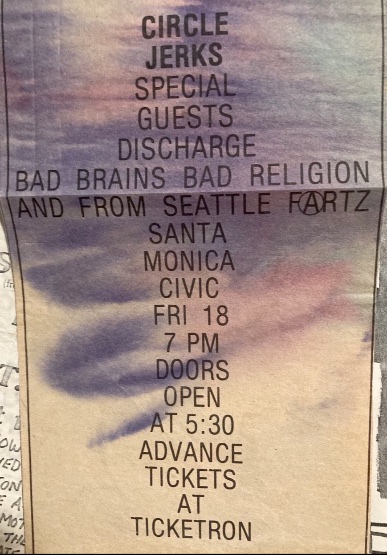 CIRCLE
JERKS
SPECIAL
GUESTS
DISCHARGE
BAD BRAINS BAD RELIGION
AND FROM SEATTLE FARTZ
SANTA
MONICA
CIVIC
FRI 18
7 PM
DOORS
OPEN
AT 5:30
ADVANCE
TICKETS
AT
TICKETRON